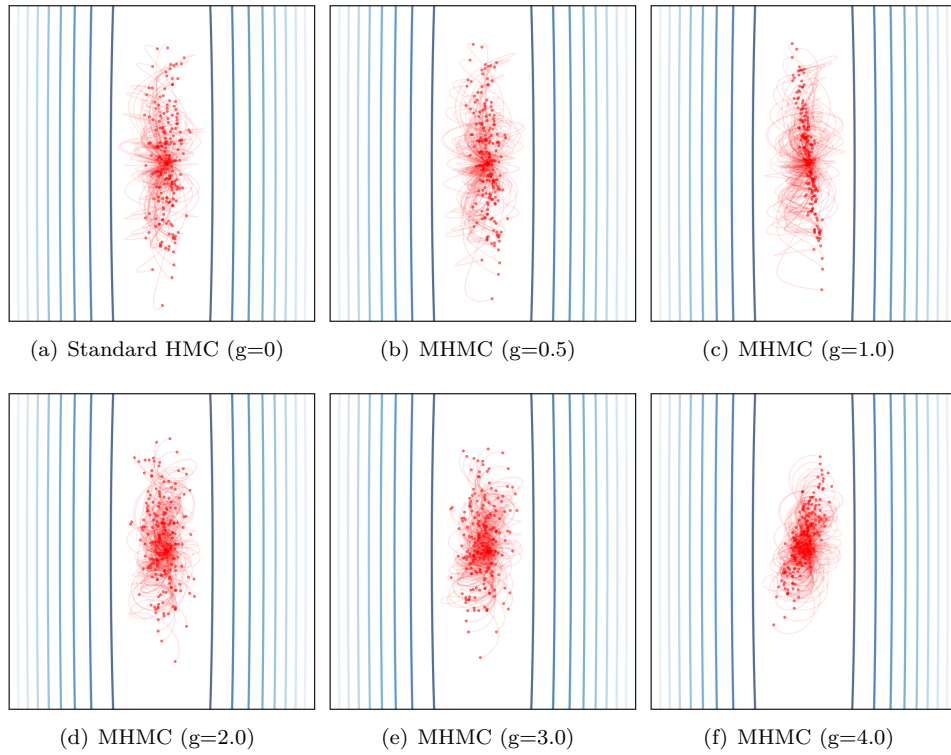 (a) Standard HMC (g=0)
(b) MHMC (g=0.5)
(c) MHMC (g=1.0)
(d) MHMC (g=2.0)
(e) MHMC (g=3.0)
(f) MHMC (g=4.0)